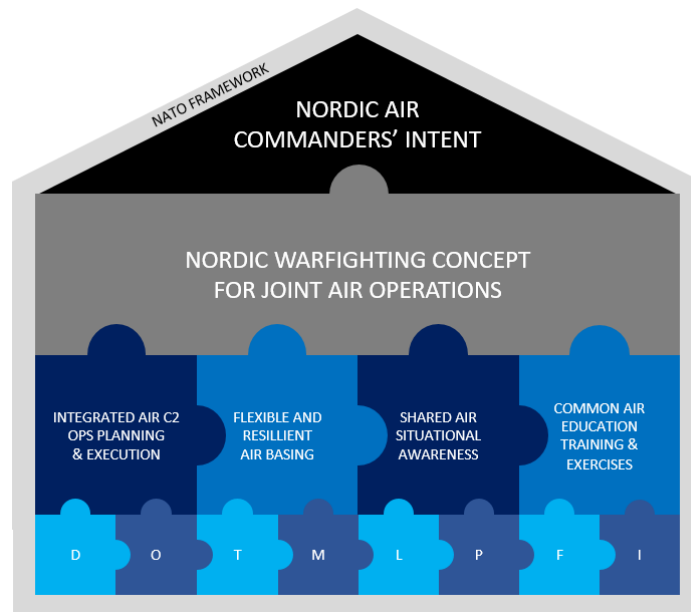 NATO FRAMEWORK
NORDIC AIR
COMMANDERS’ INTENT
NORDIC WARFIGHTING CONCEPT
FOR JOINT AIR OPERATIONS
INTEGRATED AIR C2
OPS PLANNING
& EXECUTION
FLEXIBLE AND
RESILLIENT
AIR BASING
SHARED AIR
SITUATIONAL
AWARENESS
COMMON AIR
EDUCATION
TRAINING &
EXERCISES
D O T M L P F I